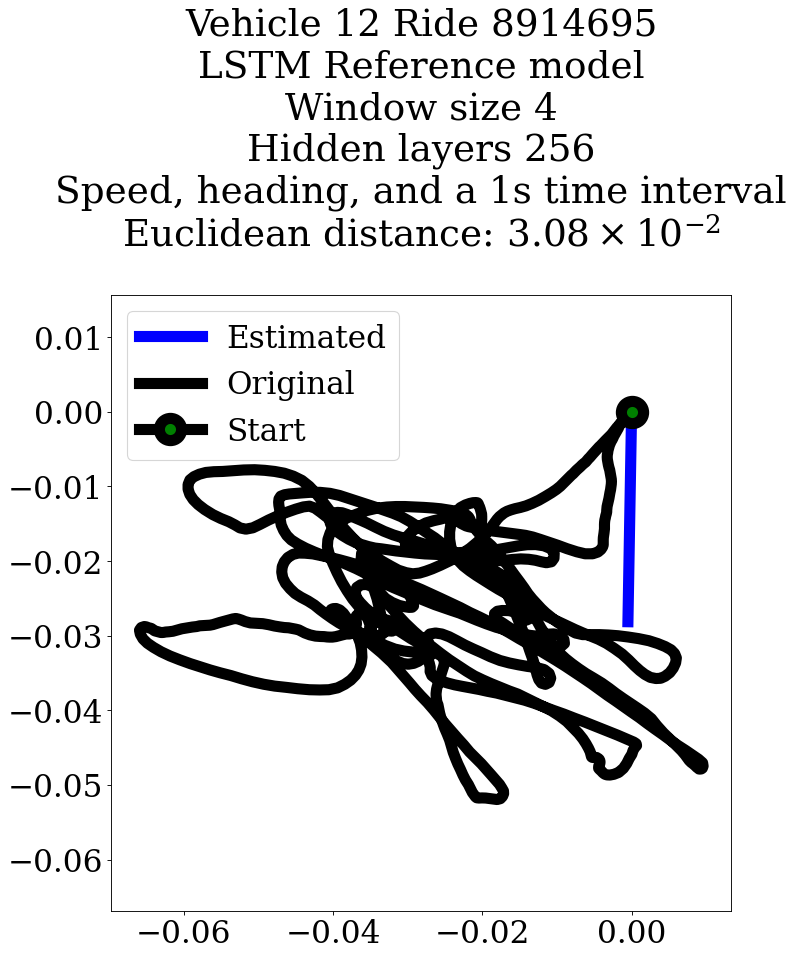 Vehicle 12 Ride 8914695
LSTM Reference model
Window size 4
Hidden layers 256
Speed, heading, and a 1s time interval
Euclidean distance: 3.08 × 10⁻²
Estimated
Original
Start
0.01
0.00
−0.01
−0.02
−0.03
−0.04
−0.05
−0.06
−0.06 −0.04 −0.02 0.00